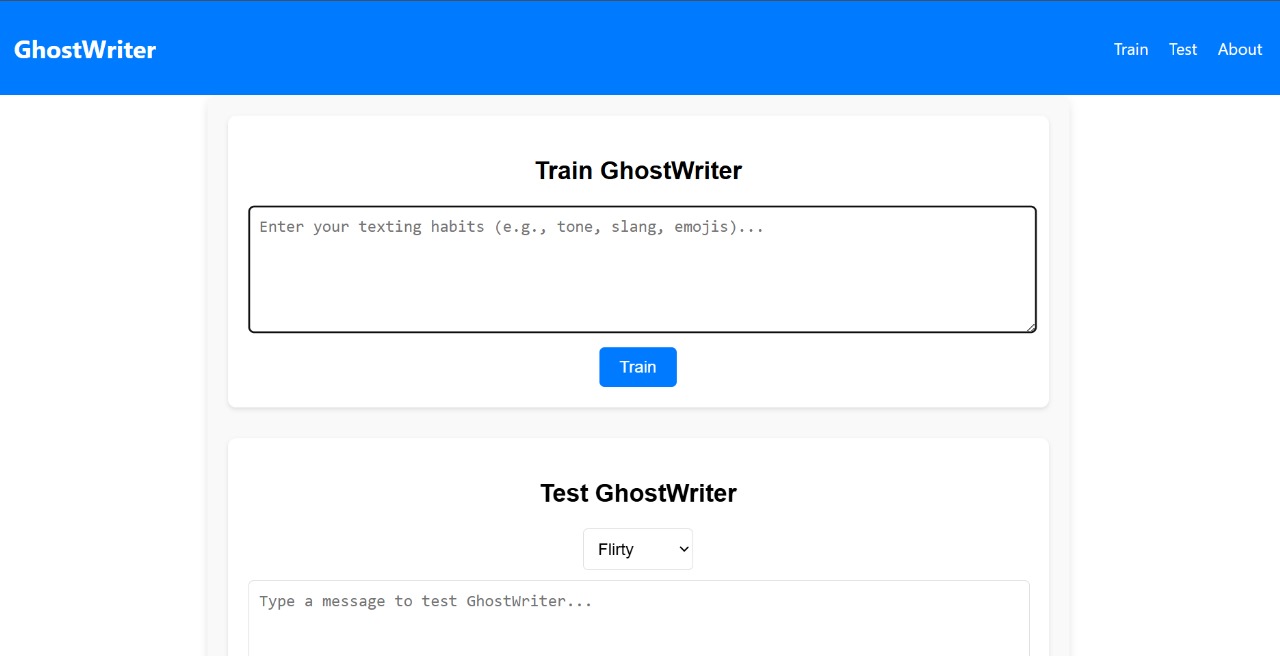 GhostWriter
Train Test About
Train GhostWriter
Enter your texting habits (e.g., tone, slang, emojis)...
Train
Test GhostWriter
Flirty
Type a message to test GhostWriter...